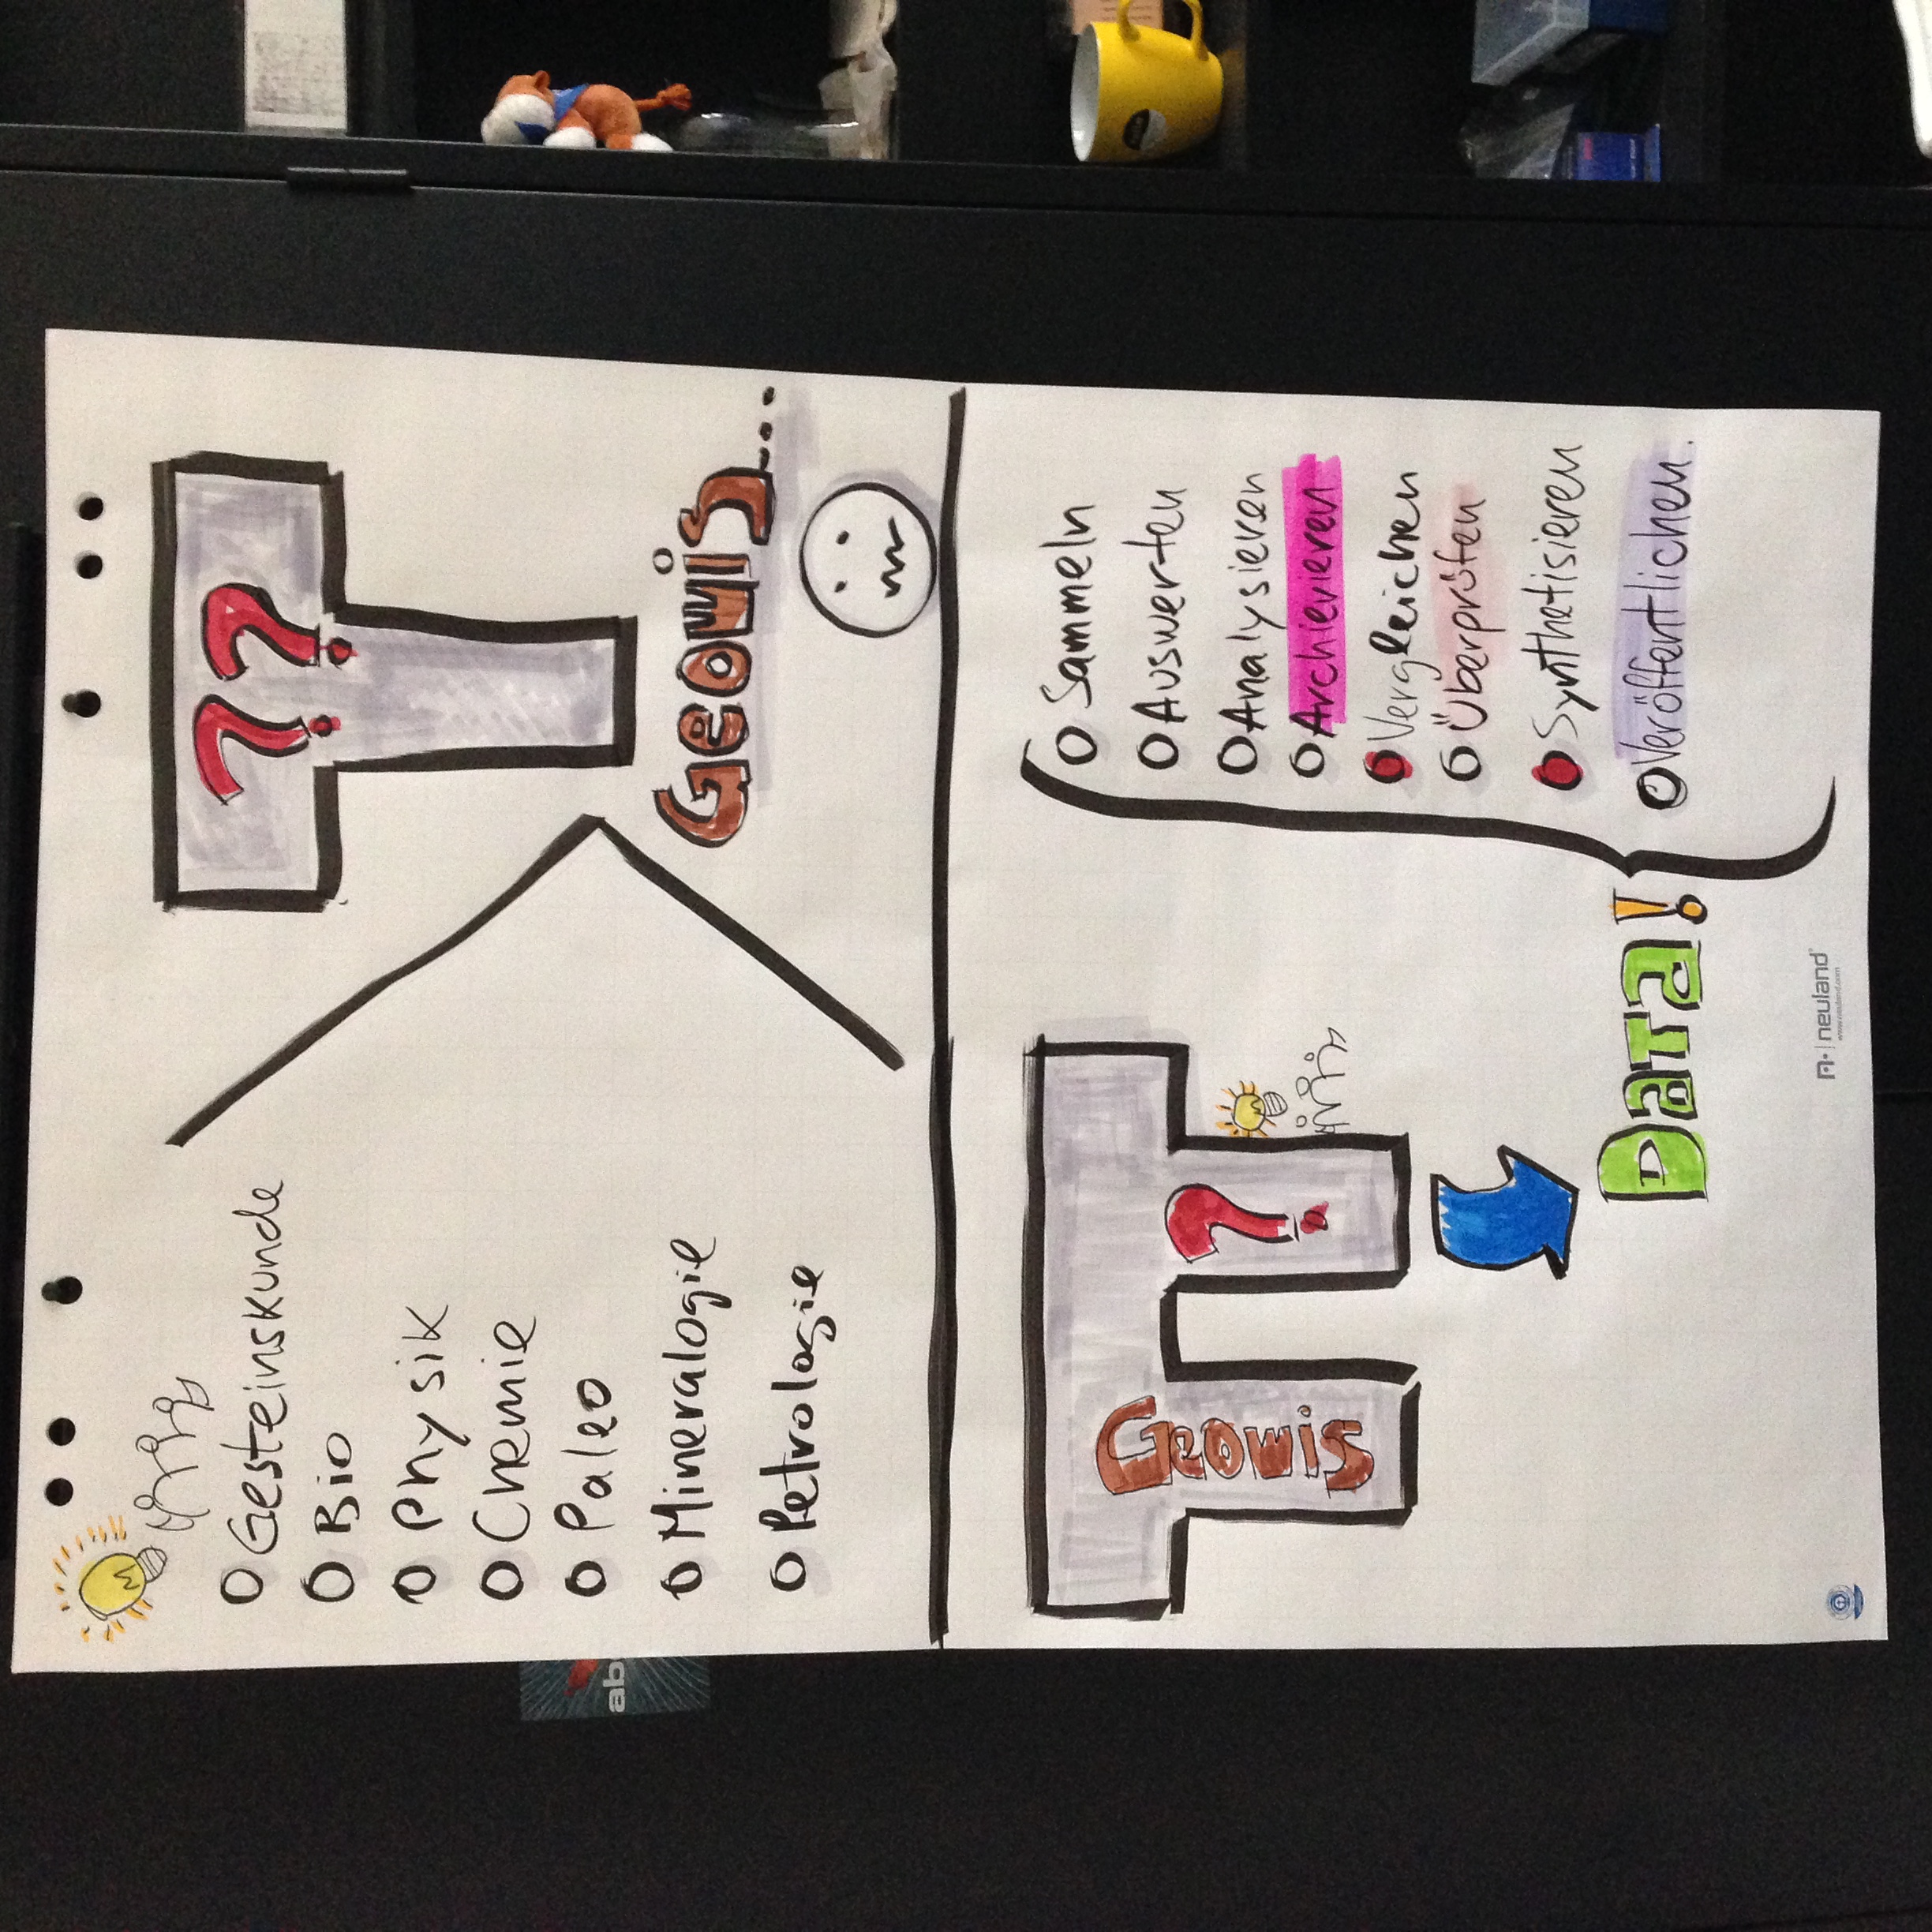 Gesteinskunde
Bio
Physik
Chemie
Paleo
Mineralogie
Petrologie
??
Geowis...
Geowis
?
Data!
Sammeln
Auswerten
Analysieren
Archievieren
Vergleichen
Überprüfen
Synthetisieren
Veröffentlichen.
neuland
www.neuland.com
ab